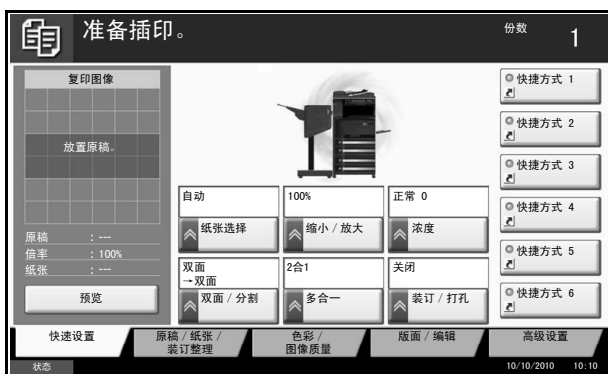 准备插印。
份数
1
复印图像
放置原稿.
原稿 : ---
倍率 : 100%
纸张 : ---
预览
自动
纸张选择
100%
缩小 / 放大
正常 0
浓度
双面
→双面
双面 / 分割
2合1
多合一
关闭
装订 / 打孔
快捷方式 1
快捷方式 2
快捷方式 3
快捷方式 4
快捷方式 5
快捷方式 6
快速设置
原稿 / 纸张 /
装订整理
色彩 /
图像质量
版面 / 编辑
高级设置
状态
10/10/2010 10:10